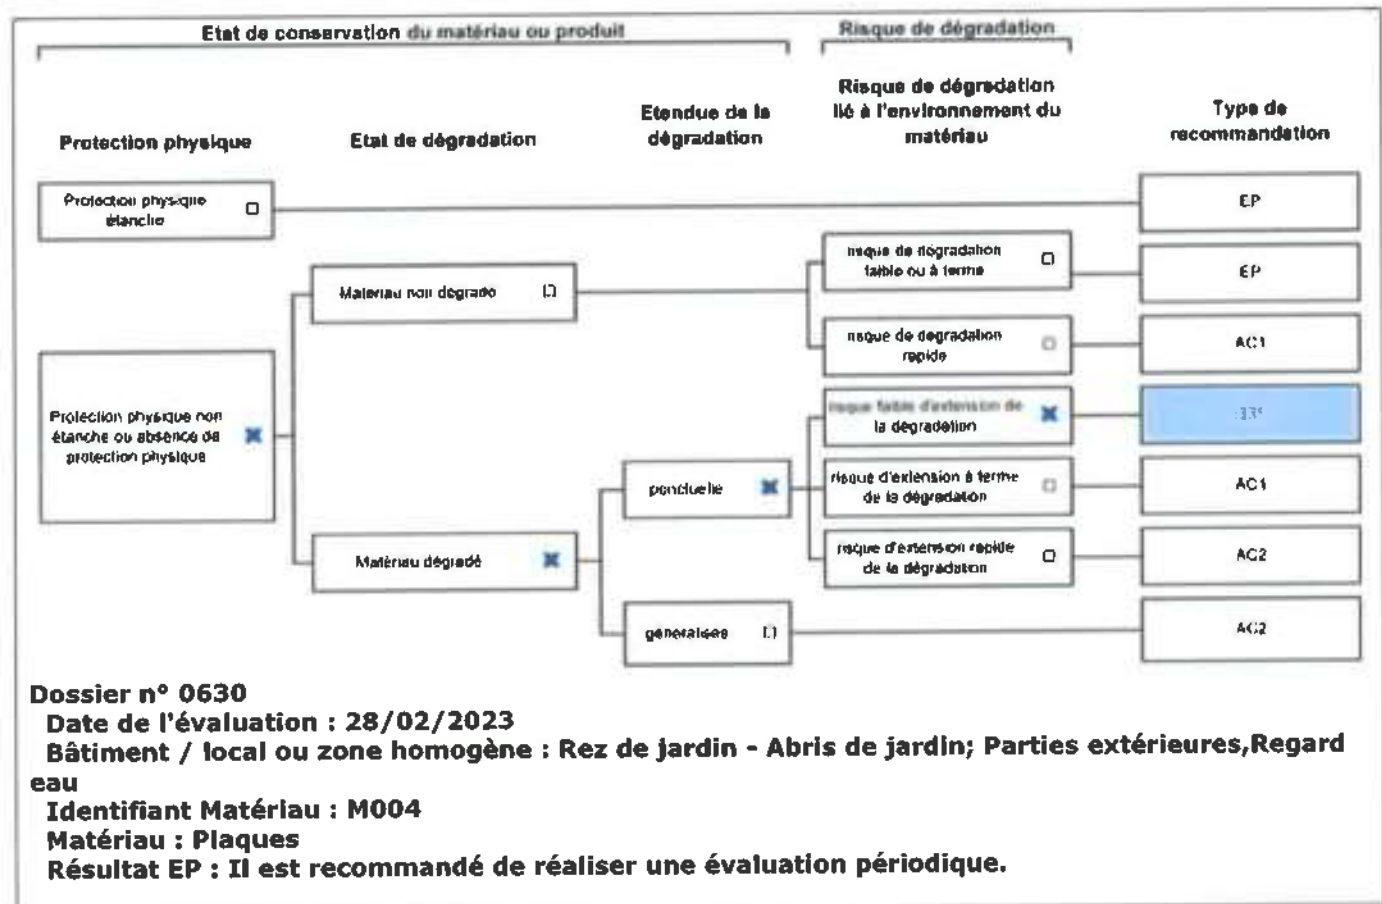 Etat de conservation du matériau ou produit
Risque de dégradation
Protection physique
Etat de dégradation
Etendue de la
dégradation
Risque de dégradation
lié à l'environnement du
matériau
Type de
recommandation
Protection physique
étanche
EP
Matériau non dégradé
risque de dégradation
faible ou à terme
EP
risque de dégradation
rapide
AC1
Protection physique non
étanche ou absence de
protection physique
risque faible d'extension de
la dégradation
ponctuelle
risque d'extension à terme
de la dégradation
AC1
Matériau dégradé
risque d'extension rapide
de la dégradation
AC2
généralisée
AC2
Dossier n° 0630
Date de l'évaluation : 28/02/2023
Bâtiment / local ou zone homogène : Rez de jardin - Abris de jardin; Parties extérieures,Regard
eau
Identifiant Matériau : M004
Matériau : Plaques
Résultat EP : Il est recommandé de réaliser une évaluation périodique.